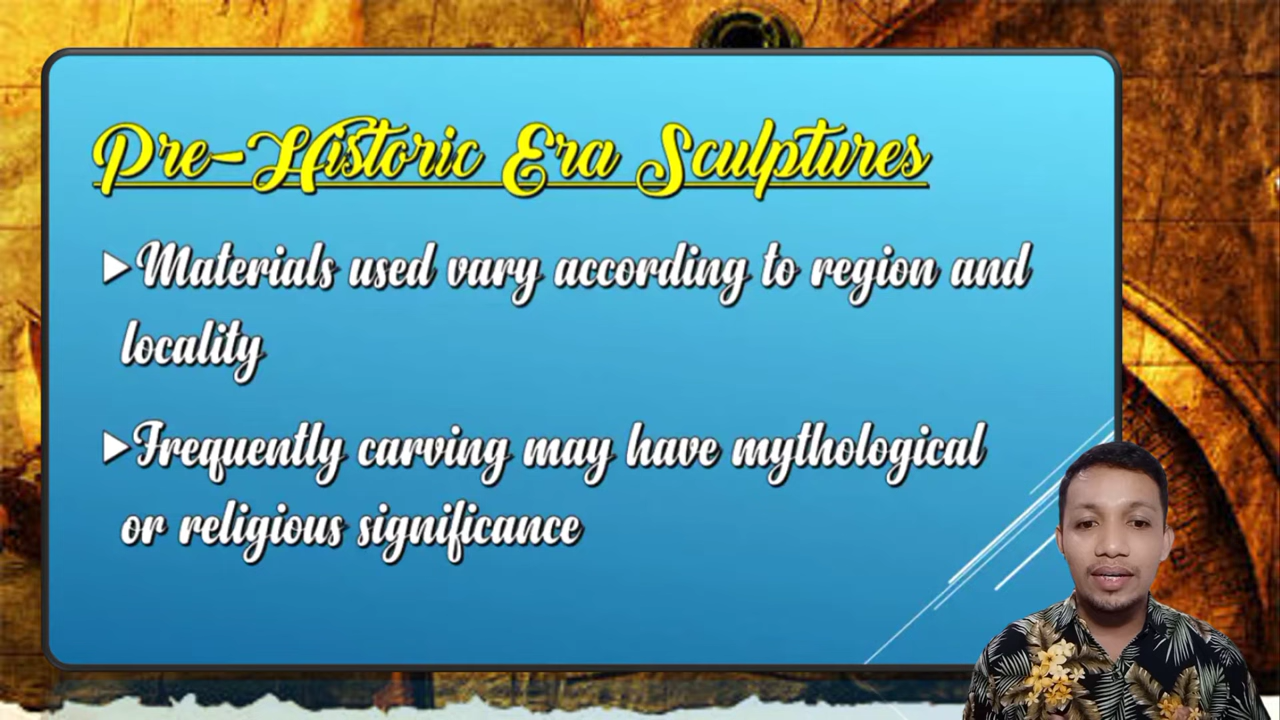 Pre-Historic Era Sculptures
Materials used vary according to region and
locality
Frequently carving may have mythological
or religious significance